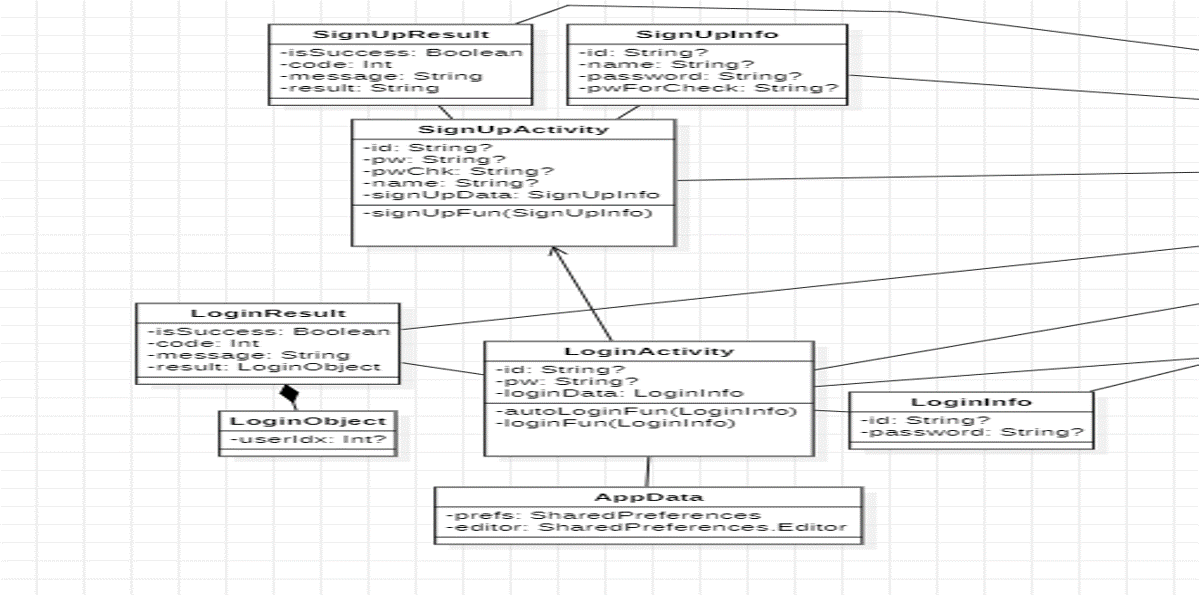 SignUpResult
-isSuccess: Boolean
-code: Int
-message: String
-result: String
SignUpInfo
-id: String?
-name: String?
-password: String?
-pwForCheck: String?
SignUpActivity
-id: String?
-pw: String?
-pwChk: String?
-name: String?
-signUpData: SignUpInfo
-signUpFun(SignUpInfo)
LoginResult
-isSuccess: Boolean
-code: Int
-message: String
-result: LoginObject
LoginObject
-userIdx: Int?
LoginActivity
-id: String?
-pw: String?
-loginData: LoginInfo
-autoLoginFun(LoginInfo)
-loginFun(LoginInfo)
LoginInfo
-id: String?
-password: String?
AppData
-prefs: SharedPreferences
-editor: SharedPreferences.Editor